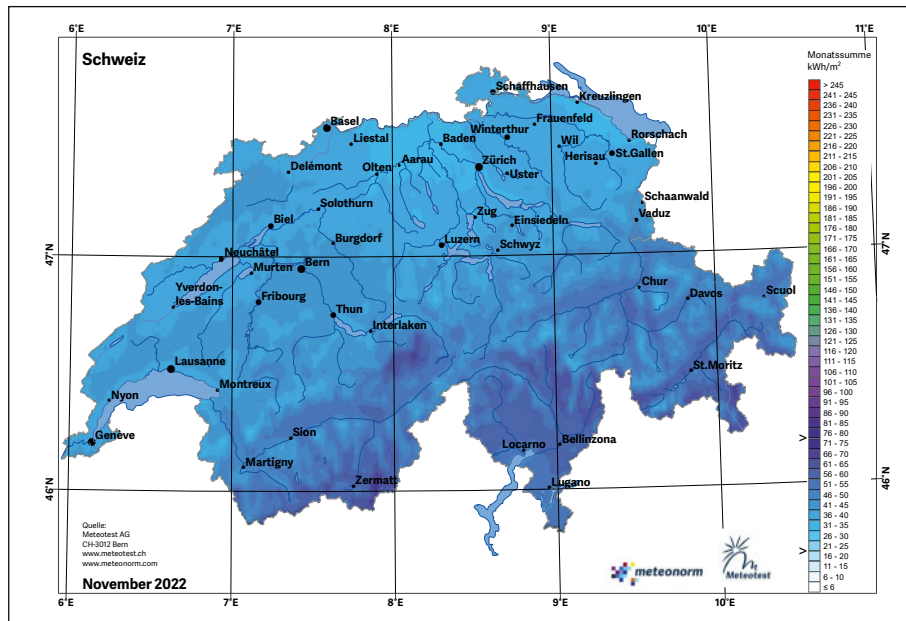 6°E 7°E 8°E 9°E 10°E 11°E
Schweiz
Monatssumme
kWh/m²
> 245
241 - 245
236 - 240
231 - 235
226 - 230
221 - 225
216 - 220
211 - 215
206 - 210
201 - 205
196 - 200
191 - 195
186 - 190
181 - 185
176 - 180
171 - 175
166 - 170
161 - 165
156 - 160
151 - 155
146 - 150
141 - 145
136 - 140
131 - 135
126 - 130
121 - 125
116 - 120
111 - 115
106 - 110
101 - 105
96 - 100
91 - 95
86 - 90
81 - 85
76 - 80
71 - 75
66 - 70
61 - 65
56 - 60
51 - 55
46 - 50
41 - 45
36 - 40
31 - 35
26 - 30
21 - 25
16 - 20
11 - 15
6 - 10
≤ 6
>
>
Schaffhausen
Kreuzlingen
Basel
Frauenfeld
Liestal
Baden
Winterthur
Wil
Rorschach
Delémont
Olten
Aarau
Zürich
Uster
Herisau
St.Gallen
Solothurn
Schaanwald
Biel
Zug
Einsiedeln
Vaduz
Burgdorf
Luzern
Schwyz
47°N
47°N
Neuchâtel
Murten
Bern
Yverdon-
les-Bains
Fribourg
Chur
Davos
Scuol
Thun
Interlaken
Lausanne
Montreux
St.Moritz
Nyon
Genève
Sion
Locarno
Bellinzona
Martigny
Zermatt
Lugano
46°N
46°N
Quelle:
Meteotest AG
CH-3012 Bern
www.meteotest.ch
www.meteonorm.com
November 2022
meteonorm
Meteotest
6°E 7°E 8°E 9°E 10°E